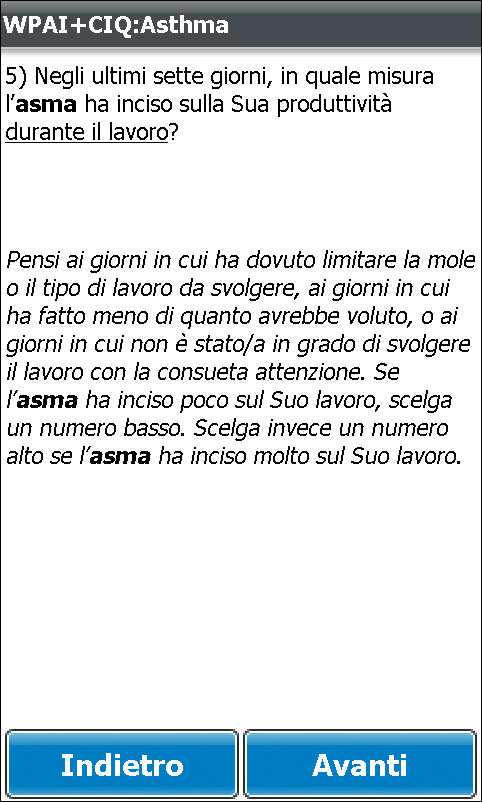 WPAI+CIQ:Asthma
5) Negli ultimi sette giorni, in quale misura
l’asma ha inciso sulla Sua produttività
durante il lavoro?
Pensi ai giorni in cui ha dovuto limitare la mole
o il tipo di lavoro da svolgere, ai giorni in cui
ha fatto meno di quanto avrebbe voluto, o ai
giorni in cui non è stato/a in grado di svolgere
il lavoro con la consueta attenzione. Se
l’asma ha inciso poco sul Suo lavoro, scelga
un numero basso. Scelga invece un numero
alto se l’asma ha inciso molto sul Suo lavoro.
Indietro
Avanti